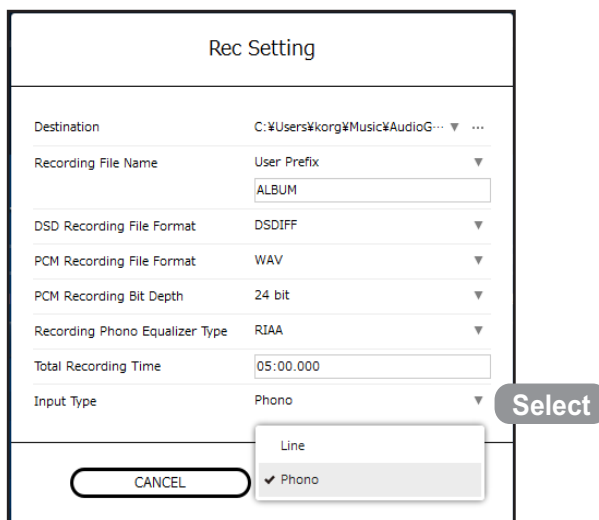 Rec Setting
Destination C:¥Users¥korg¥Music¥AudioG… ▼ …
Recording File Name User Prefix ▼
ALBUM
DSD Recording File Format DSDIFF ▼
PCM Recording File Format WAV ▼
PCM Recording Bit Depth 24 bit ▼
Recording Phono Equalizer Type RIAA ▼
Total Recording Time 05:00.000
Input Type Phono ▼ Select
Line
✔ Phono
CANCEL